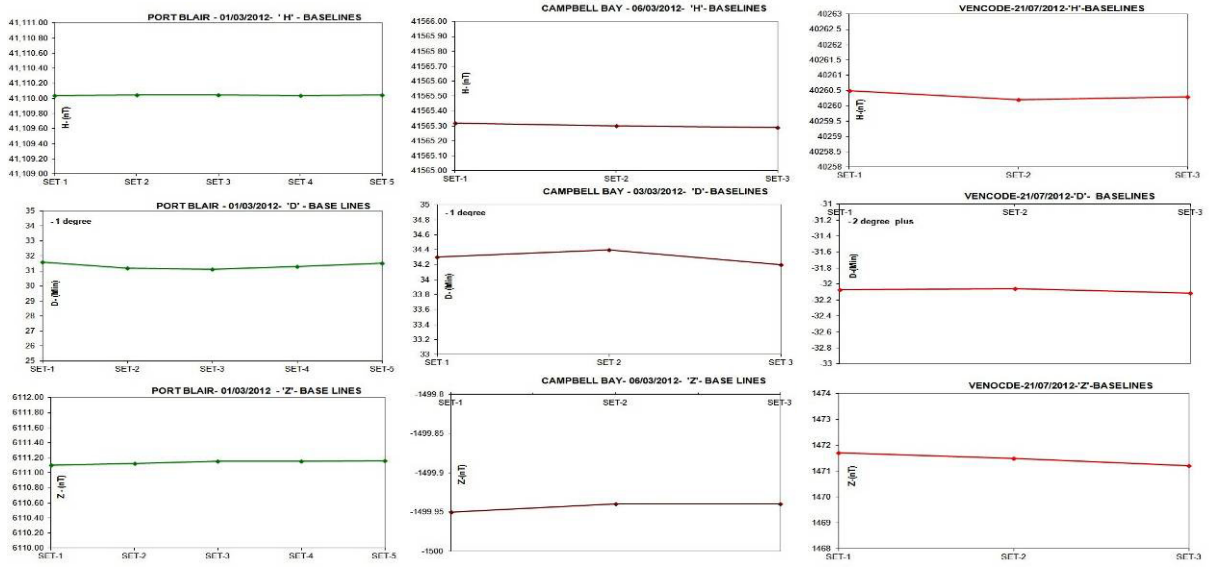 PORT BLAIR - 01/03/2012- ' H' - BASELINES
41,111.00
41,110.80
41,110.60
41,110.40
41,110.20
41,110.00
41,109.80
41,109.60
41,109.40
41,109.20
41,109.00
H- (nT)
SET-1 SET-2 SET-3 SET-4 SET-5
CAMPBELL BAY - 06/03/2012- 'H'- BASELINES
41566.00
41565.90
41565.80
41565.70
41565.60
41565.50
41565.40
41565.30
41565.20
41565.10
41565.00
H- (nT)
SET-1 SET-2 SET-3
VENCODE-21/07/2012-'H'-BASELINES
40263
40262.5
40262
40261.5
40261
40260.5
40260
40259.5
40259
40258.5
40258
H-(nT)
SET-1 SET-2 SET-3
PORT BLAIR - 01/03/2012- 'D' - BASE LINES
- 1 degree
35
34
33
32
31
30
29
28
27
26
25
D- (Min)
SET-1 SET-2 SET-3 SET-4 SET-5
CAMPBELL BAY - 03/03/2012- 'D'- BASELINES
- 1 degree
35
34.8
34.6
34.4
34.2
34
33.8
33.6
33.4
33.2
33
D- (Min)
SET-1 SET-2 SET-3
VENCODE-21/07/2012-'D'- BASELINES
SET-1 SET-2 SET-3
- 2 degree plus
-31
-31.2
-31.4
-31.6
-31.8
-32
-32.2
-32.4
-32.6
-32.8
-33
D-(Min)
PORT BLAIR- 01/03/2012 - 'Z'- BASE LINES
6112.00
6111.80
6111.60
6111.40
6111.20
6111.00
6110.80
6110.60
6110.40
6110.20
6110.00
Z - (nT)
SET-1 SET-2 SET-3 SET-4 SET-5
CAMPBELL BAY- 06/03/2012- 'Z'- BASE LINES
SET-1 SET-2 SET-3
-1499.8
-1499.85
-1499.9
-1499.95
-1500
Z-(nT)
VENOCDE-21/07/2012-'Z'-BASELINES
1474
1473
1472
1471
1470
1469
1468
Z-(nT)
SET-1 SET-2 SET-3